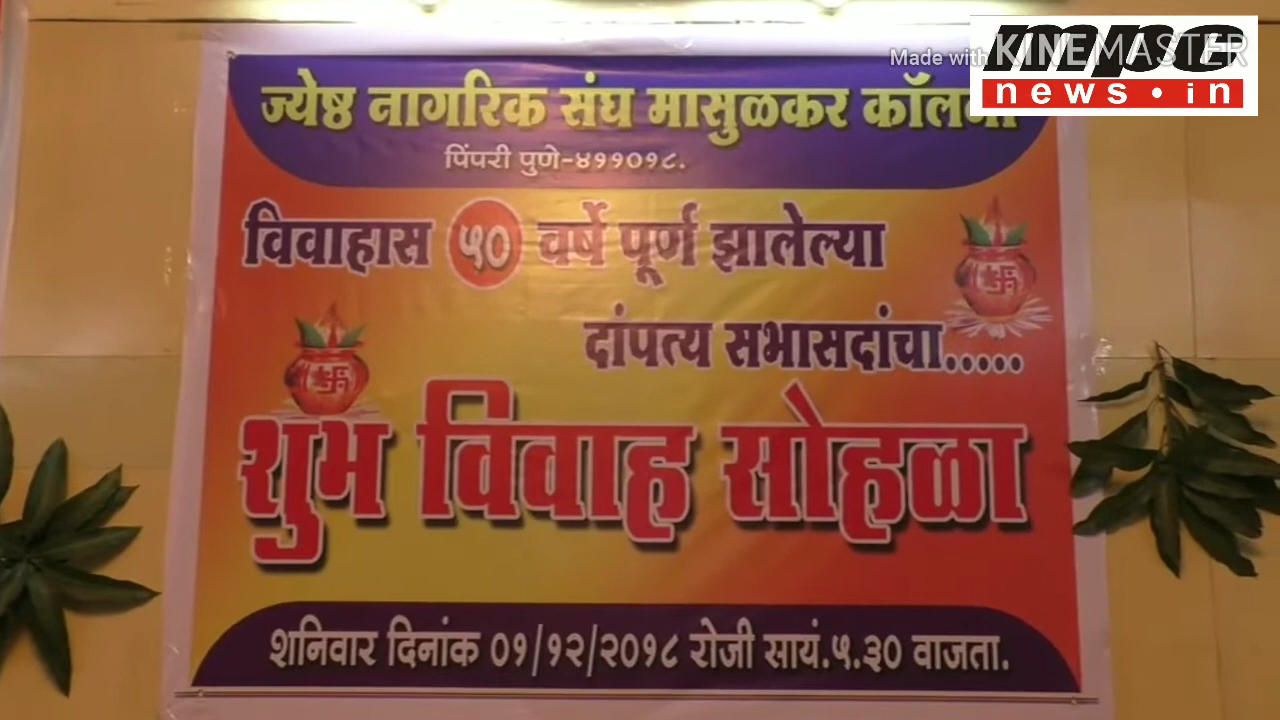 Made with KINEMASTER
mpc
news.in
ज्येष्ठ नागरिक संघ मासुळकर
पिंपरी पुणे-४११०१८.
विवाहास ५० वर्षे पूर्ण झालेल्या
दांपत्य सभासदांचा.....
शुभ विवाह सोहळा
शनिवार दिनांक ०१/१२/२०१८ रोजी सायं.५.३० वाजता.